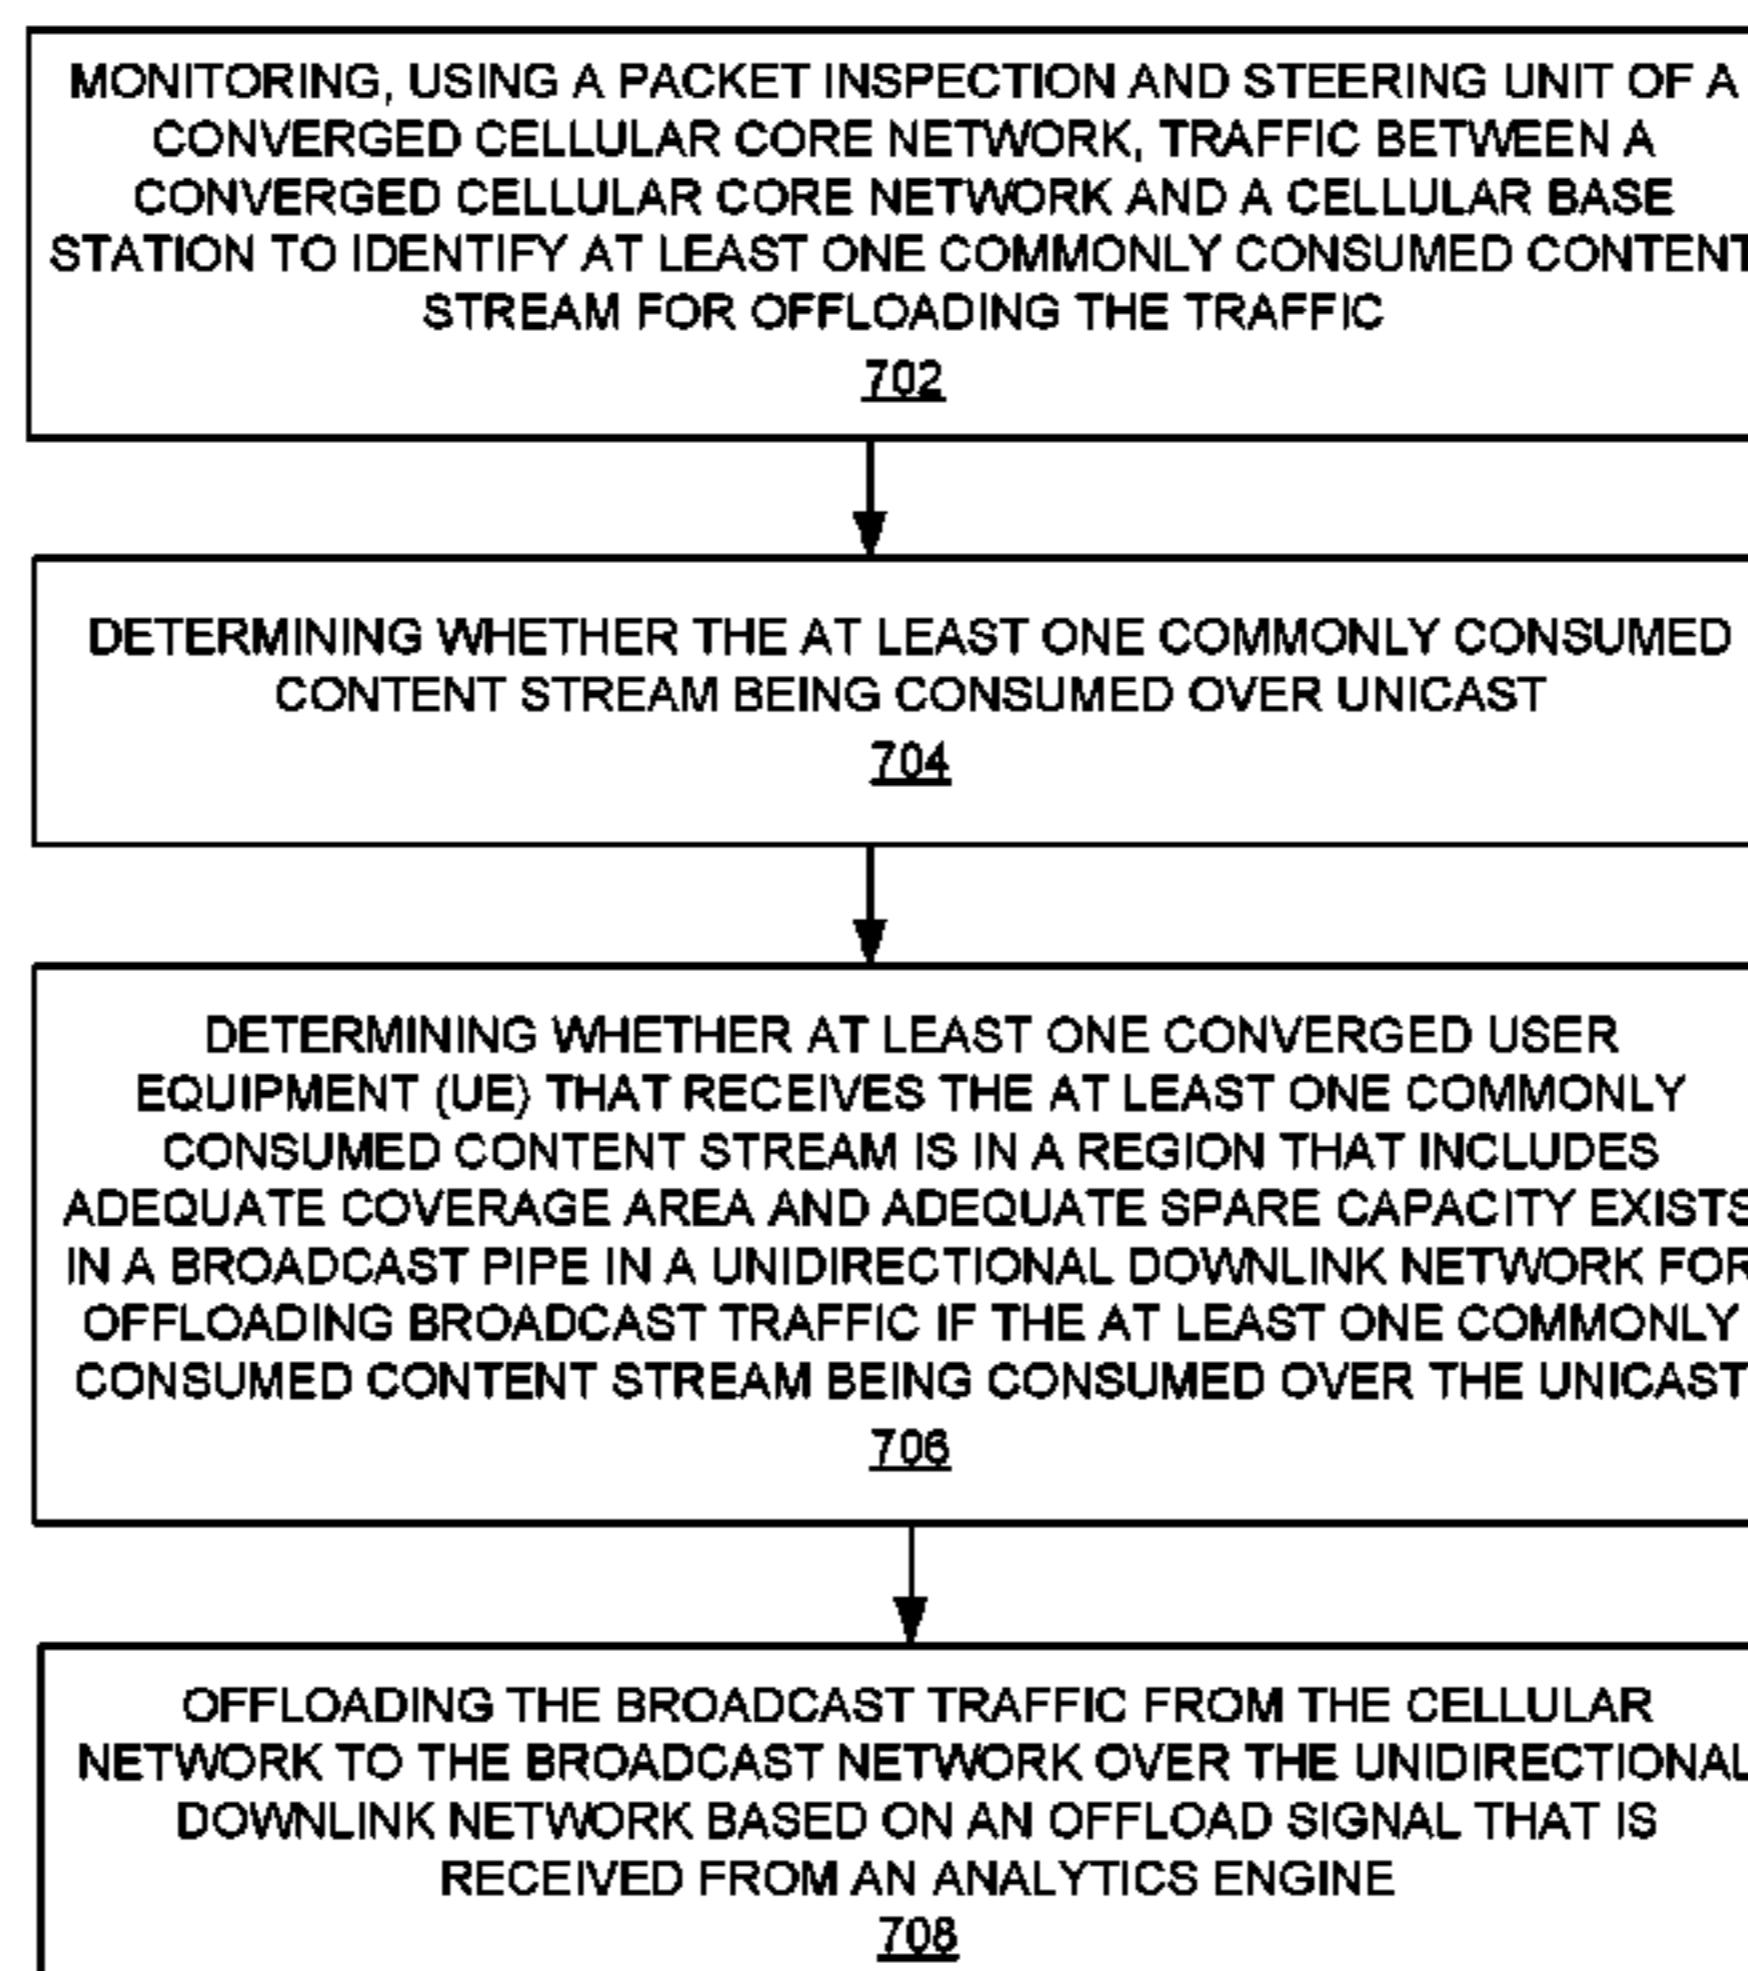 MONITORING, USING A PACKET INSPECTION AND STEERING UNIT OF A
CONVERGED CELLULAR CORE NETWORK, TRAFFIC BETWEEN A
CONVERGED CELLULAR CORE NETWORK AND A CELLULAR BASE
STATION TO IDENTIFY AT LEAST ONE COMMONLY CONSUMED CONTENT
STREAM FOR OFFLOADING THE TRAFFIC
702
DETERMINING WHETHER THE AT LEAST ONE COMMONLY CONSUMED
CONTENT STREAM BEING CONSUMED OVER UNICAST
704
DETERMINING WHETHER AT LEAST ONE CONVERGED USER
EQUIPMENT (UE) THAT RECEIVES THE AT LEAST ONE COMMONLY
CONSUMED CONTENT STREAM IS IN A REGION THAT INCLUDES
ADEQUATE COVERAGE AREA AND ADEQUATE SPARE CAPACITY EXISTS
IN A BROADCAST PIPE IN A UNIDIRECTIONAL DOWNLINK NETWORK FOR
OFFLOADING BROADCAST TRAFFIC IF THE AT LEAST ONE COMMONLY
CONSUMED CONTENT STREAM BEING CONSUMED OVER THE UNICAST
706
OFFLOADING THE BROADCAST TRAFFIC FROM THE CELLULAR
NETWORK TO THE BROADCAST NETWORK OVER THE UNIDIRECTIONAL
DOWNLINK NETWORK BASED ON AN OFFLOAD SIGNAL THAT IS
RECEIVED FROM AN ANALYTICS ENGINE
708